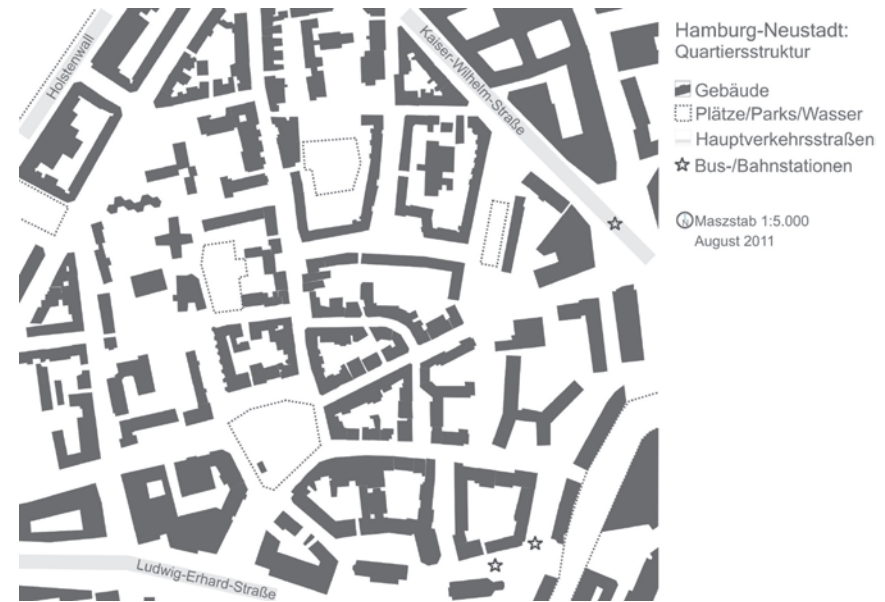 Hamburg-Neustadt:
Quartiersstruktur
Gebäude
Plätze/Parks/Wasser
Hauptverkehrsstraßen
Bus-/Bahnstationen
Maszstab 1:5.000
August 2011
Holstenwall
Kaiser-Wilhelm-Straße
Ludwig-Erhard-Straße